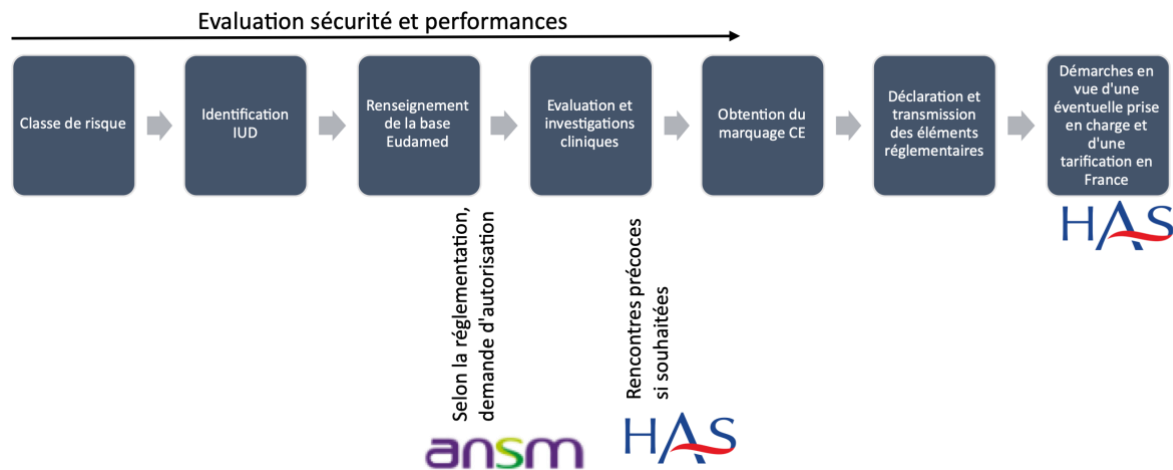 Evaluation sécurité et performances
Classe de risque
Identification
IUD
Renseignement
de la base
Eudamed
Evaluation et
investigations
cliniques
Obtention du
marquage CE
Déclaration et
transmission
des éléments
réglementaires
Démarches en
vue d'une
éventuelle prise
en charge et
d'une
tarification en
France
HAS
Selon la réglementation,
demande d'autorisation
ansm
Rencontres précoces
si souhaitées
HAS